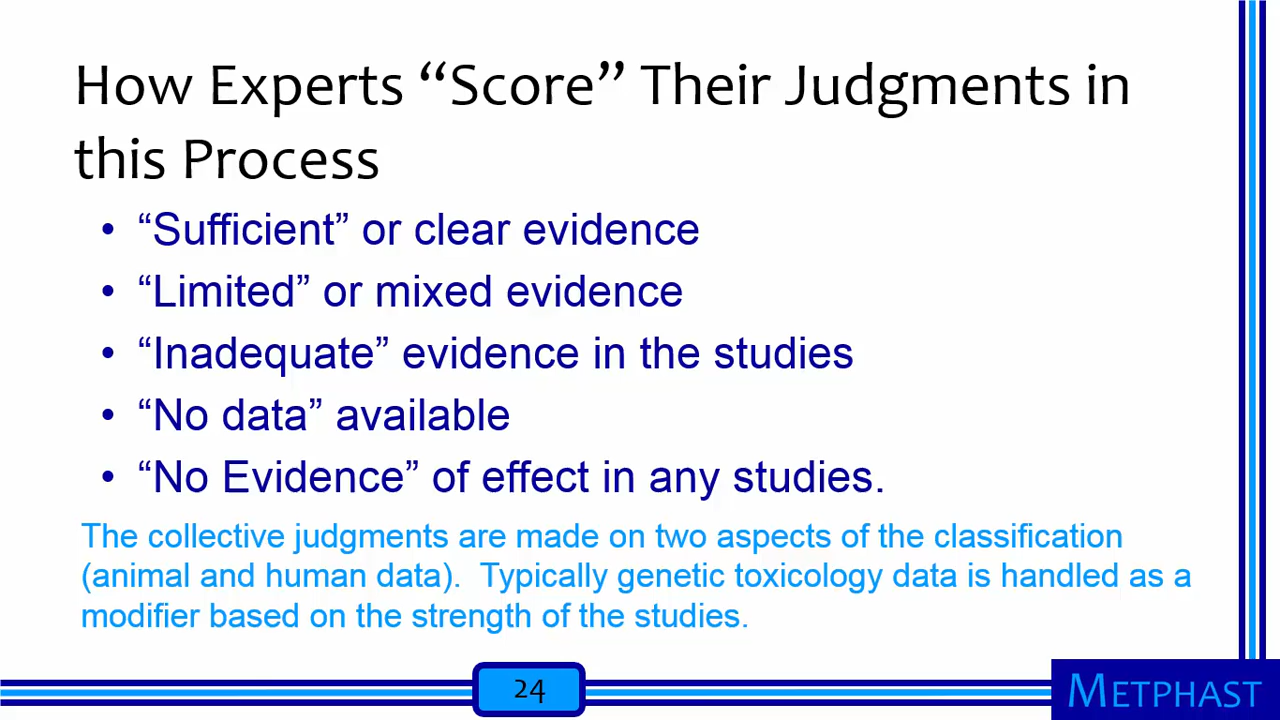 How Experts “Score” Their Judgments in
this Process
• “Sufficient” or clear evidence
• “Limited” or mixed evidence
• “Inadequate” evidence in the studies
• “No data” available
• “No Evidence” of effect in any studies.
The collective judgments are made on two aspects of the classification
(animal and human data).  Typically genetic toxicology data is handled as a
modifier based on the strength of the studies.
24
METPHAST